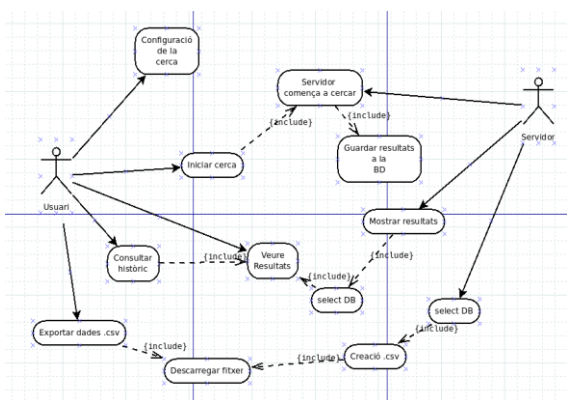 Configuració
de la
cerca
Servidor
comença a cercar
{include}
{include}
Servidor
Guardar resultats
a la
BD
Iniciar cerca
Usuari
Mostrar resultats
Consultar
històric
{include}
Veure
Resultats
{include}
{include}
select DB
select DB
Exportar dades .csv
{include}
{include}
Descarregar fitxer
{include}
Creació .csv